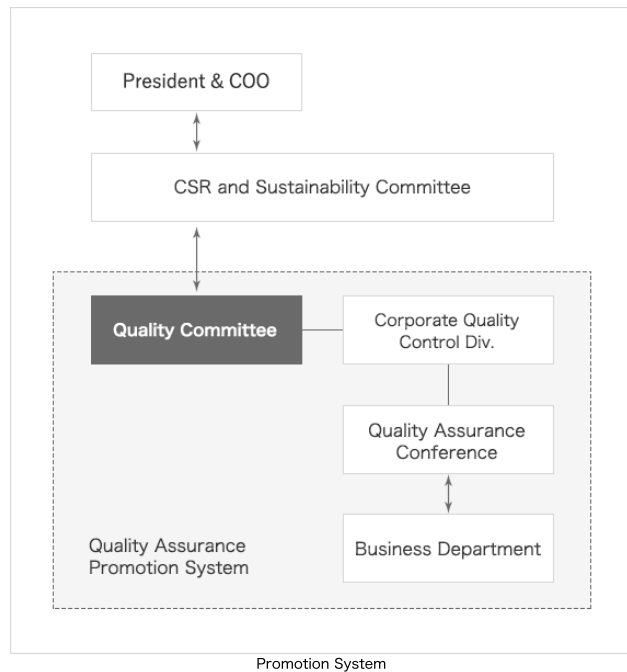 President & COO
CSR and Sustainability Committee
Quality Committee
Corporate Quality
Control Div.
Quality Assurance
Conference
Business Department
Quality Assurance
Promotion System
Promotion System